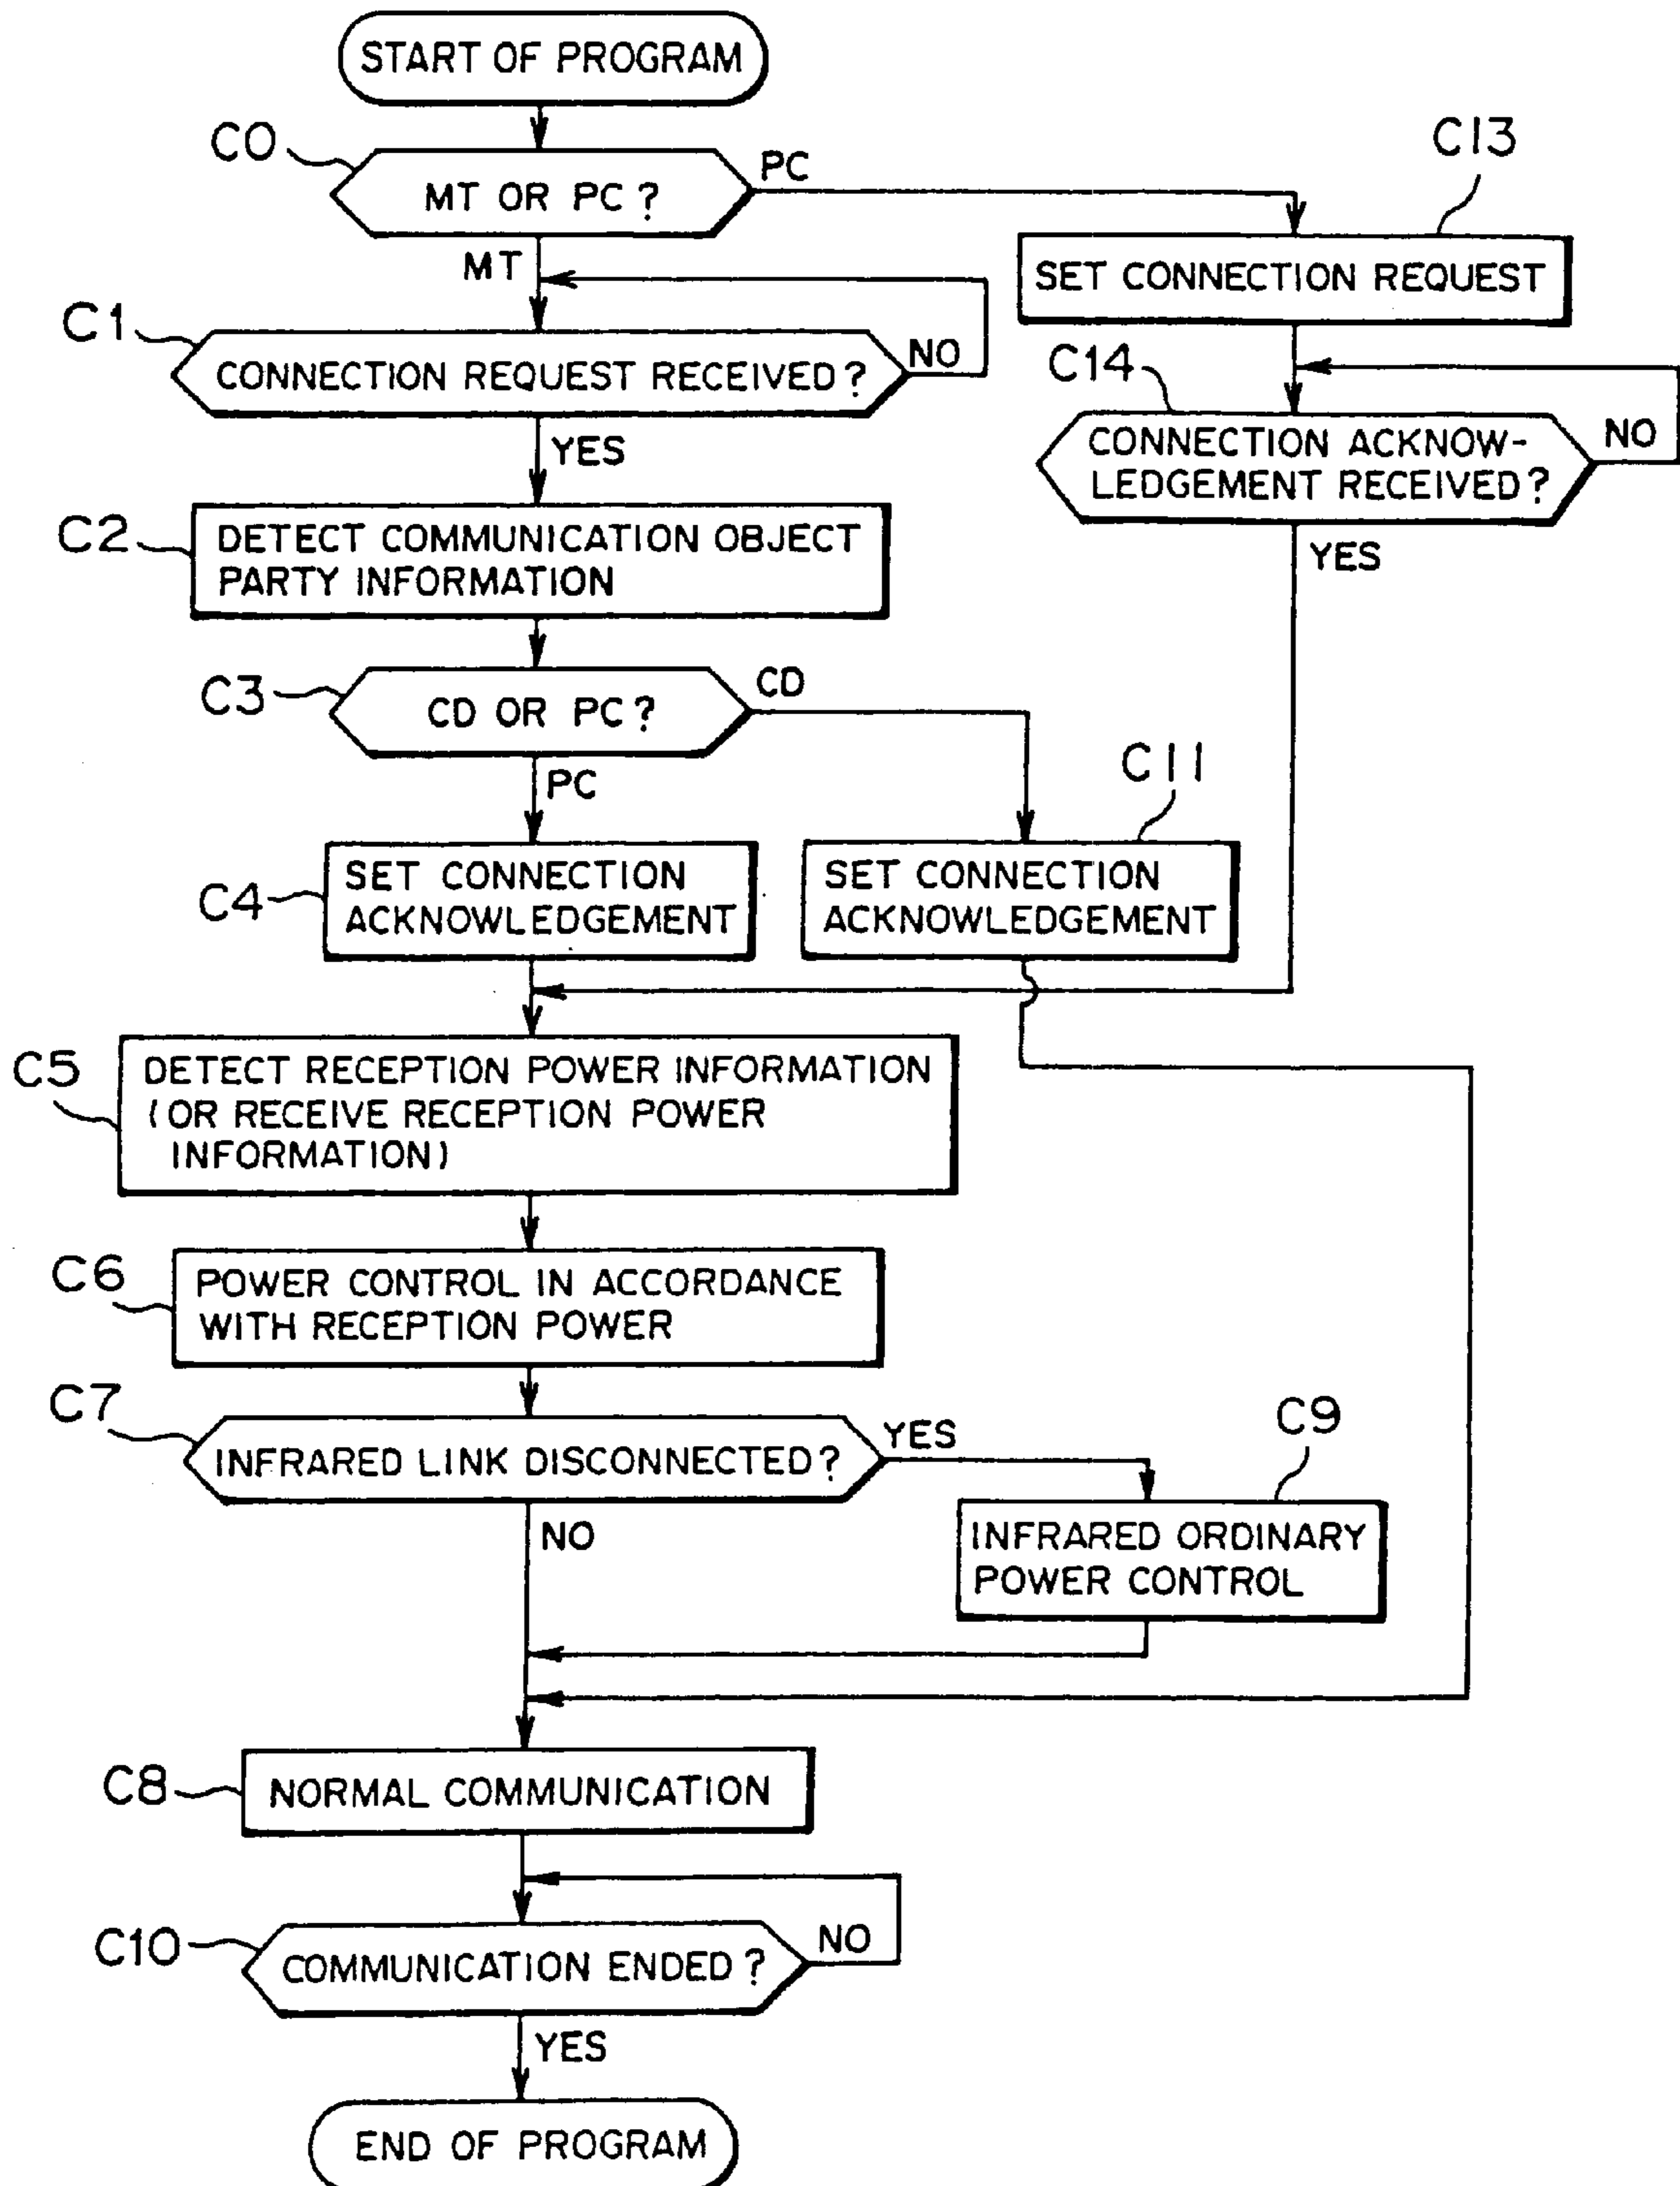 START OF PROGRAM
C0
MT OR PC?
PC
C13
SET CONNECTION REQUEST
MT
C1
CONNECTION REQUEST RECEIVED?
NO
C14
CONNECTION ACKNOW-
LEDGEMENT RECEIVED?
NO
YES
YES
C2
DETECT COMMUNICATION OBJECT
PARTY INFORMATION
C3
CD OR PC?
CD
PC
C11
C4
SET CONNECTION
ACKNOWLEDGEMENT
SET CONNECTION
ACKNOWLEDGEMENT
C5
DETECT RECEPTION POWER INFORMATION
(OR RECEIVE RECEPTION POWER
INFORMATION)
C6
POWER CONTROL IN ACCORDANCE
WITH RECEPTION POWER
C7
INFRARED LINK DISCONNECTED?
YES
C9
NO
INFRARED ORDINARY
POWER CONTROL
C8
NORMAL COMMUNICATION
C10
COMMUNICATION ENDED?
NO
YES
END OF PROGRAM